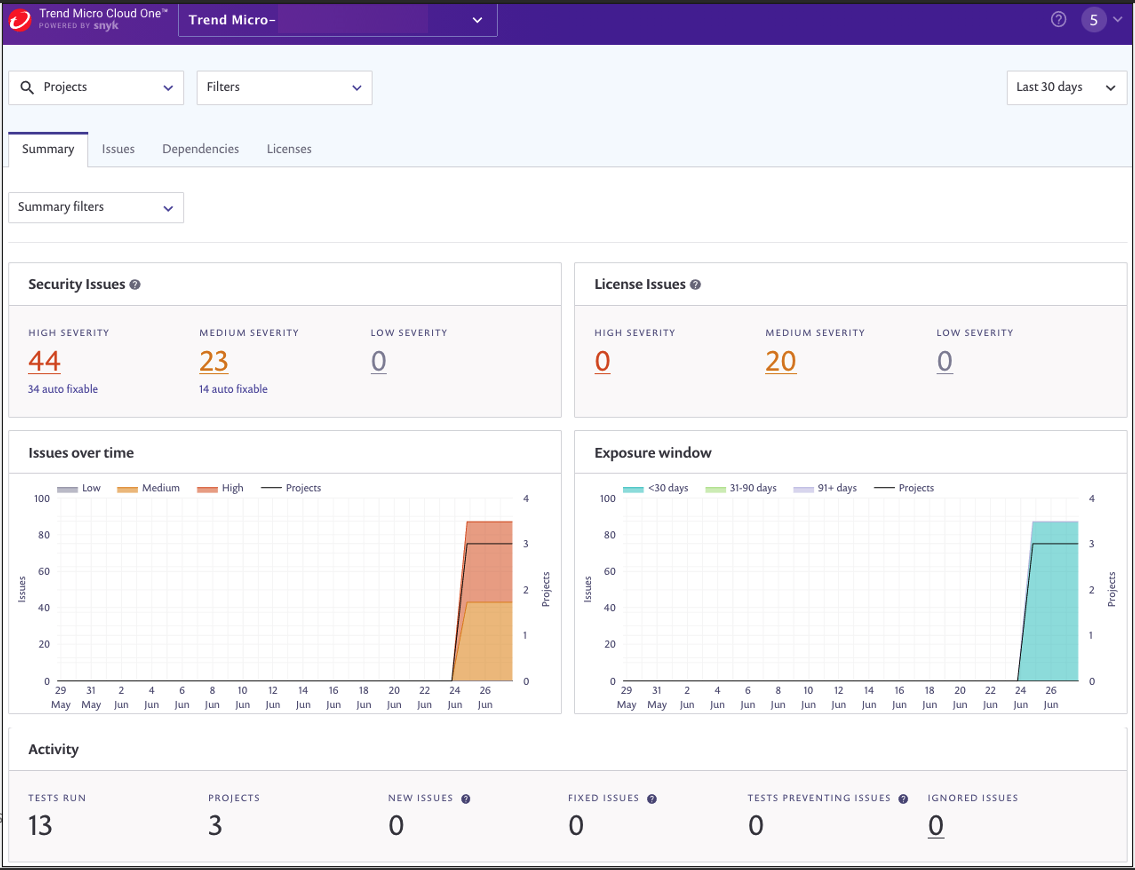 Trend Micro Cloud One™
POWERED BY snyk
Trend Micro-
5
Projects
Filters
Last 30 days
Summary Issues Dependencies Licenses
Summary filters
Security Issues
HIGH SEVERITY MEDIUM SEVERITY LOW SEVERITY
44 23 0
34 auto fixable 14 auto fixable
License Issues
HIGH SEVERITY MEDIUM SEVERITY LOW SEVERITY
0 20 0
Issues over time
Low Medium High Projects
100 4
80
3
60
2
40
1
20
0 0
Issues
Projects
29 31 2 4 6 8 10 12 14 16 18 20 22 24 26
May May Jun Jun Jun Jun Jun Jun Jun Jun Jun Jun Jun Jun Jun
Exposure window
<30 days 31-90 days 91+ days Projects
100 4
80
3
60
2
40
1
20
0 0
Issues
Projects
29 31 2 4 6 8 10 12 14 16 18 20 22 24 26
May May Jun Jun Jun Jun Jun Jun Jun Jun Jun Jun Jun Jun Jun
Activity
TESTS RUN PROJECTS NEW ISSUES FIXED ISSUES TESTS PREVENTING ISSUES IGNORED ISSUES
13 3 0 0 0 0